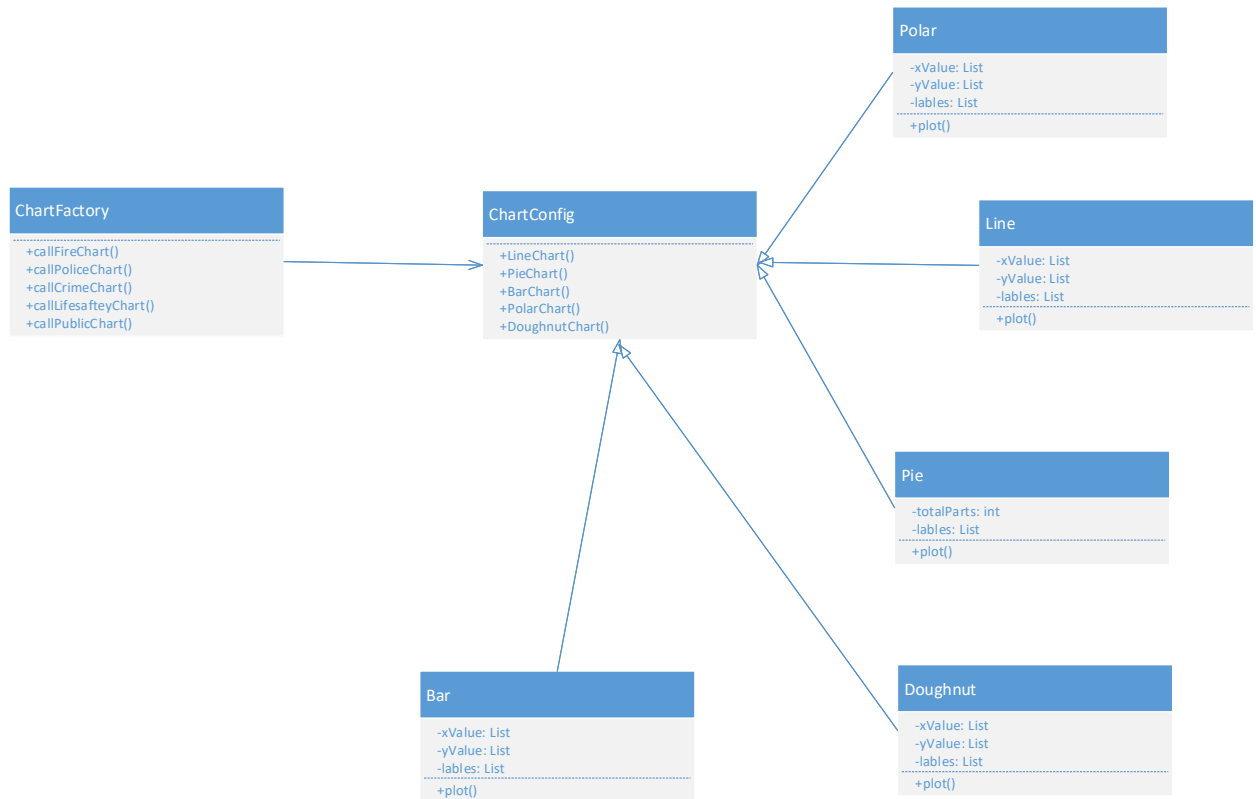 ChartFactory
+callFireChart()
+callPoliceChart()
+callCrimeChart()
+callLifesafteyChart()
+callPublicChart()
ChartConfig
+LineChart()
+PieChart()
+BarChart()
+PolarChart()
+DoughnutChart()
Polar
-xValue: List
-yValue: List
-lables: List
+plot()
Line
-xValue: List
-yValue: List
-lables: List
+plot()
Pie
-totalParts: int
-lables: List
+plot()
Bar
-xValue: List
-yValue: List
-lables: List
+plot()
Doughnut
-xValue: List
-yValue: List
-lables: List
+plot()